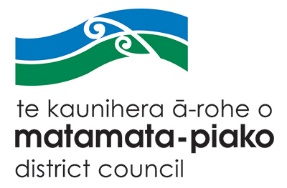 te kaunihera ā-rohe o
matamata-piako
district council